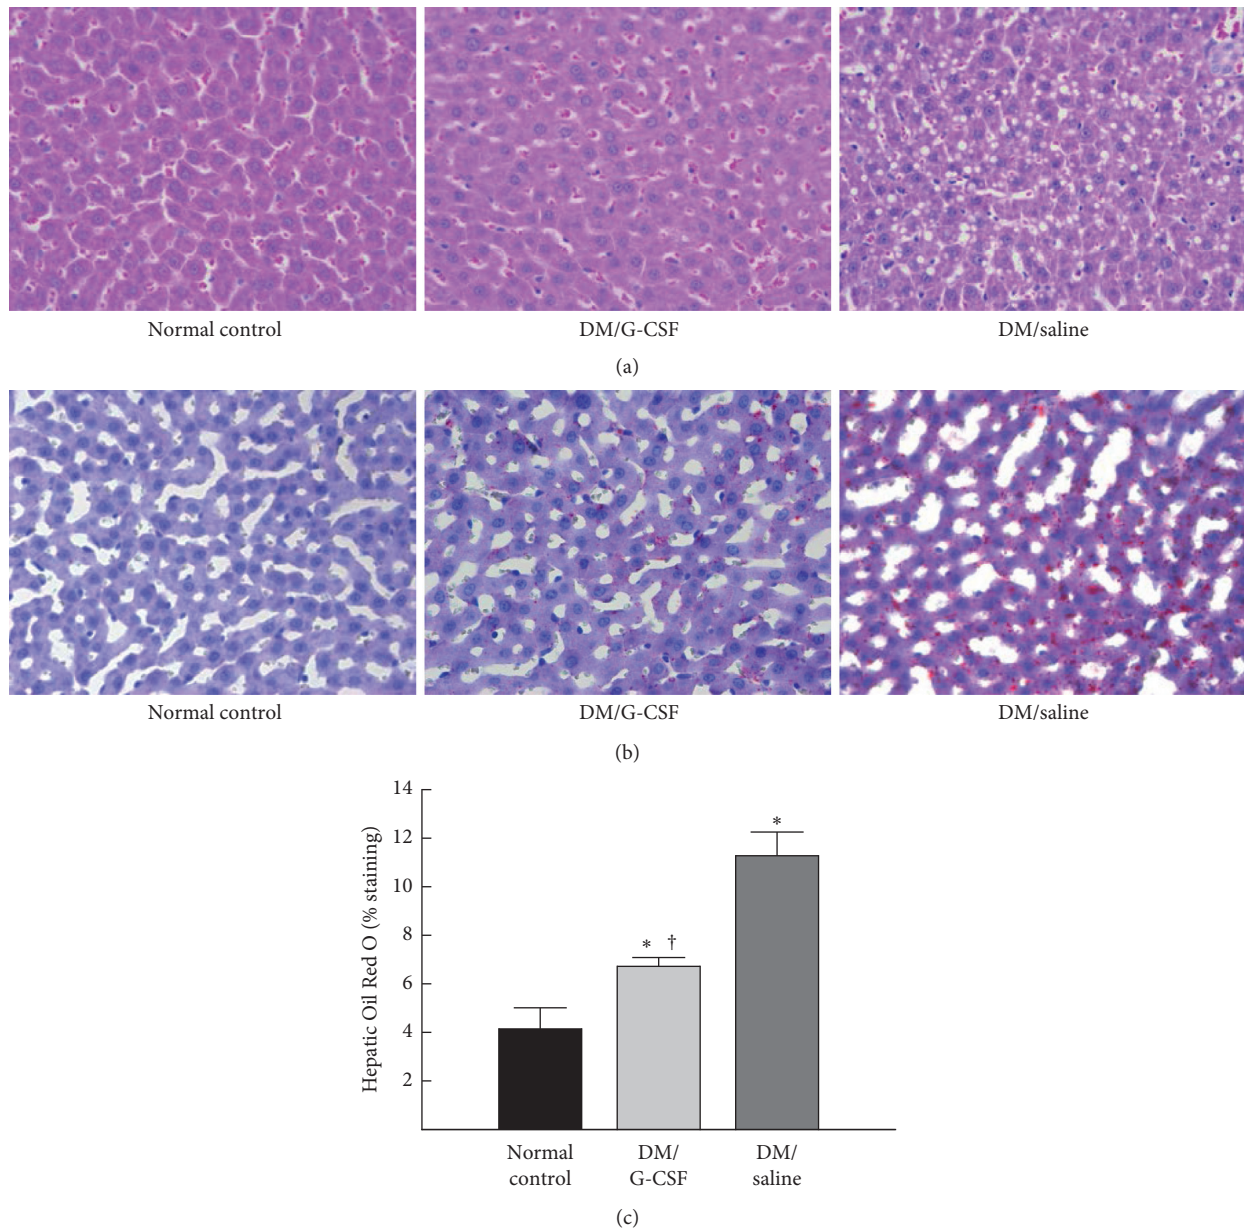 Normal control
DM/G-CSF
DM/saline
(a)
Normal control
DM/G-CSF
DM/saline
(b)
Hepatic Oil Red O (% staining)
14
12
10
8
6
4
2
*
* †
*
Normal
control
DM/
G-CSF
DM/
saline
(c)